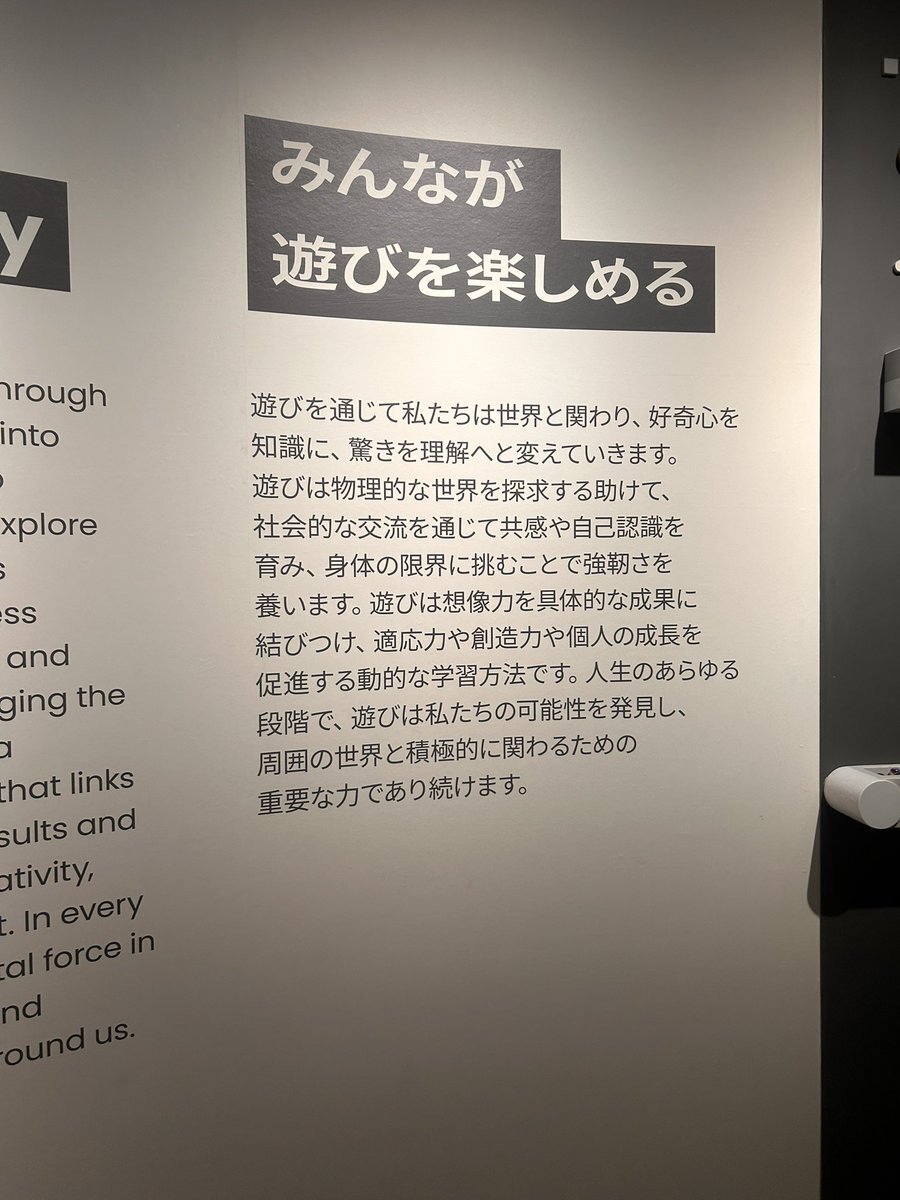 y
hrough
into
xplore
s
ess
and
ging the
a
that links
sults and
ativity,
t. In every
tal force in
nd
round us.
みんなが
遊びを楽しめる
遊びを通じて私たちは世界と関わり、好奇心を
知識に、驚きを理解へと変えていきます。
遊びは物理的な世界を探求する助けて、
社会的な交流を通じて共感や自己認識を
育み、身体の限界に挑むことで強靭さを
養います。遊びは想像力を具体的な成果に
結びつけ、適応力や創造力や個人の成長を
促進する動的な学習方法です。人生のあらゆる
段階で、遊びは私たちの可能性を発見し、
周囲の世界と積極的に関わるための
重要な力であり続けます。